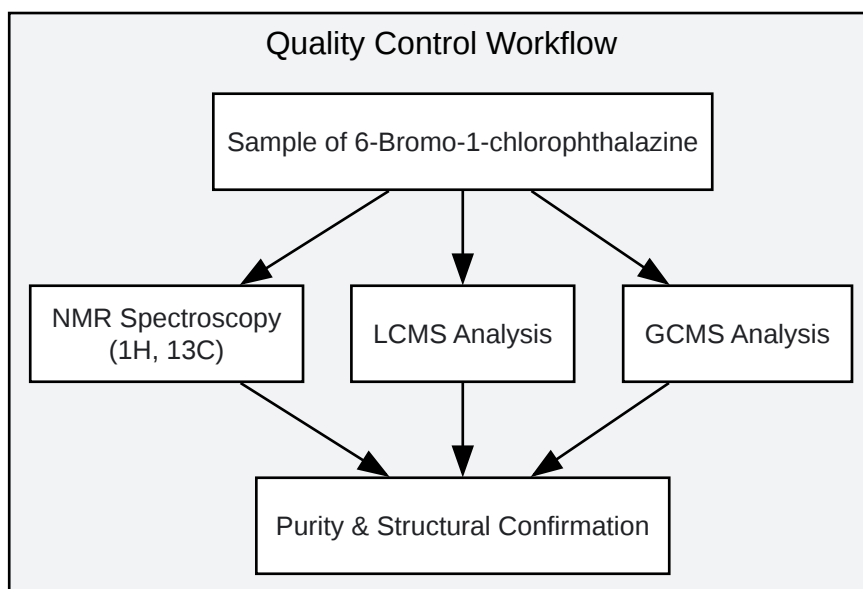 Quality Control Workflow
Sample of 6-Bromo-1-chlorophthalazine
NMR Spectroscopy
(1H, 13C)
LCMS Analysis
GCMS Analysis
Purity & Structural Confirmation